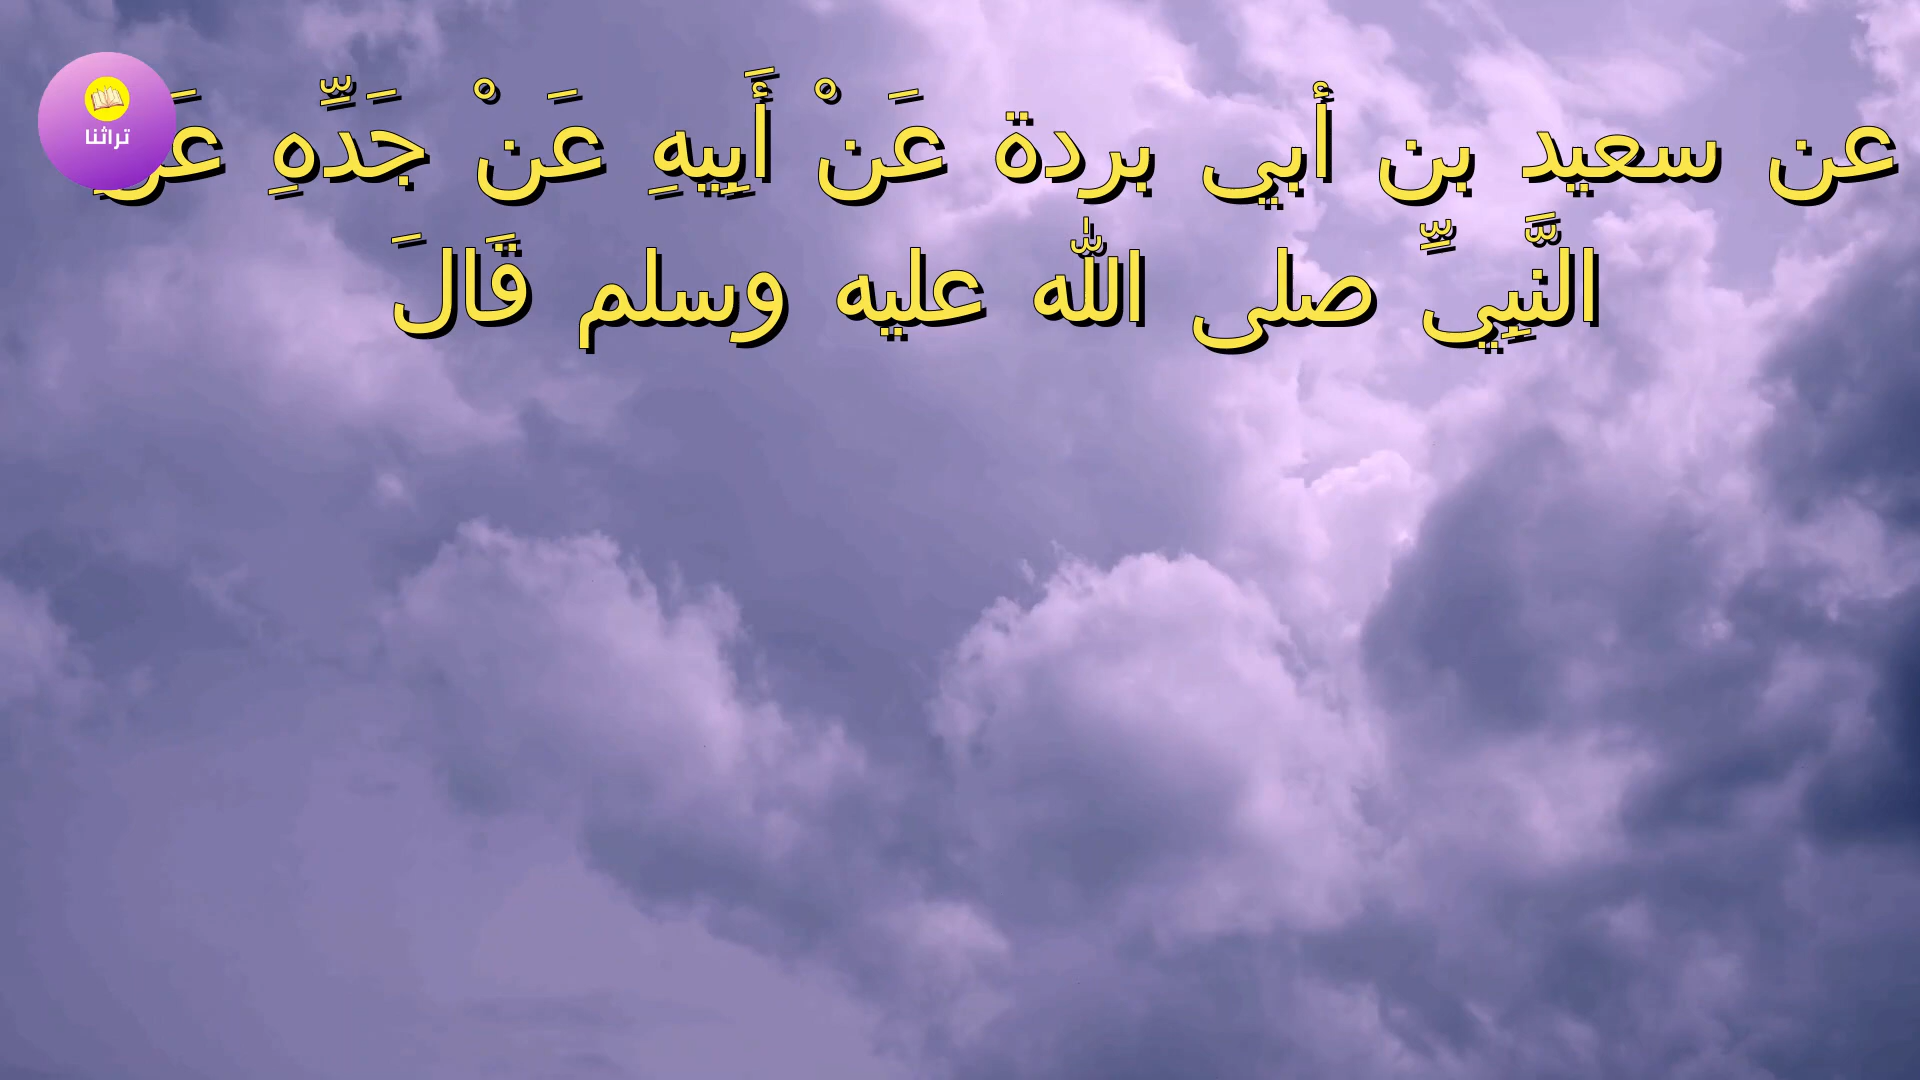 عن سعيد بن أبي بردة عَنْ أَبِيهِ عَنْ جَدِّهِ عَنِ
النَّبِيِّ صلى الله عليه وسلم قَالَ
تراثنا